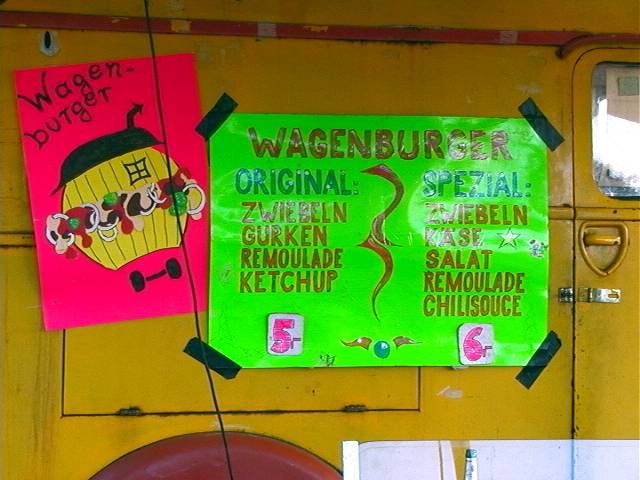 Wagen-
burger
WAGENBURGER
ORIGINAL:
ZWIEBELN
GURKEN
REMOULADE
KETCHUP
5,-
SPEZIAL:
ZWIEBELN
KÄSE
SALAT
REMOULADE
CHILISOUCE
6,-